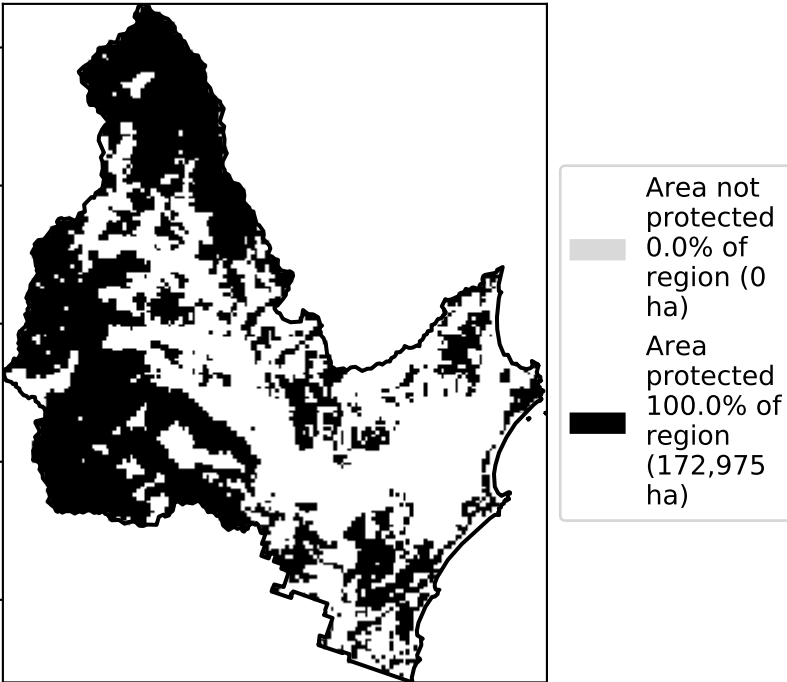 Area not
protected
0.0% of
region (0
ha)
Area
protected
100.0% of
region
(172,975
ha)